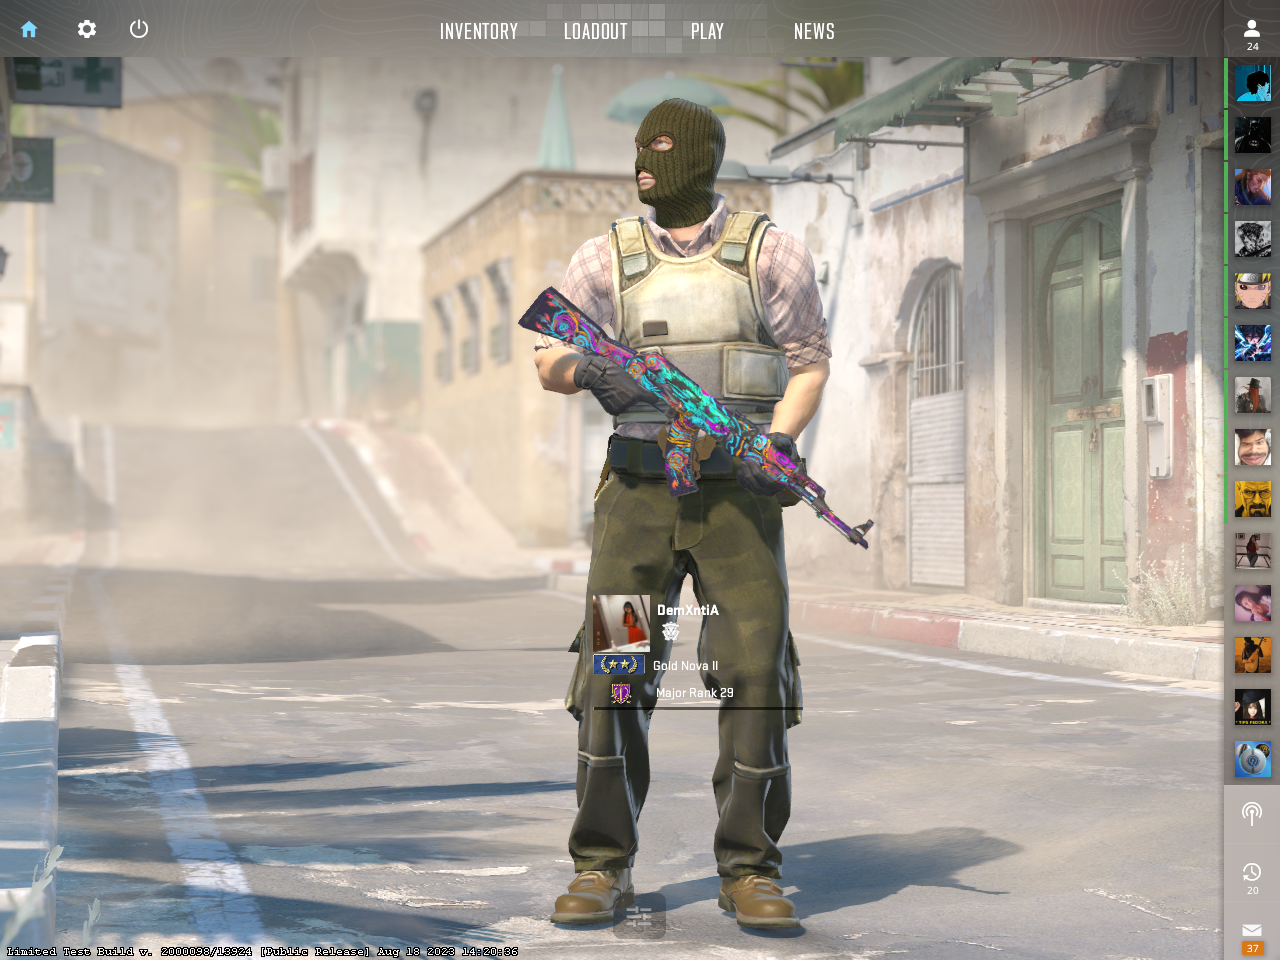 INVENTORY LOADOUT PLAY NEWS
24
DemXntiA
Gold Nova II
Major Rank 29
20
37
Limited Test Build v. 2000098/13924 [Public Release] Aug 18 2023 14:20:36